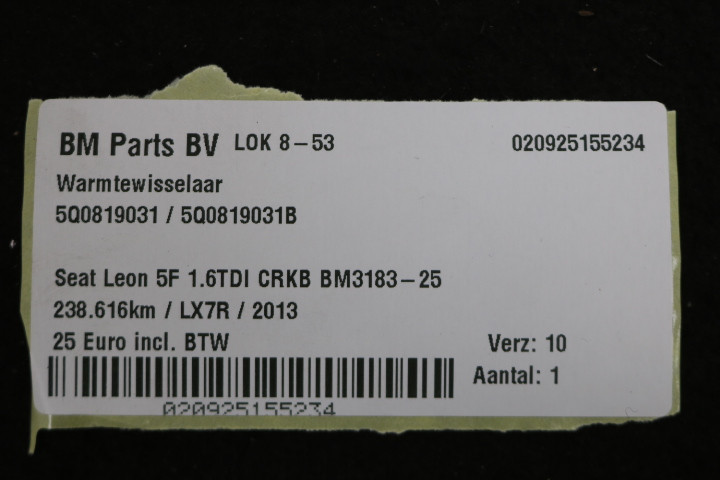 BM Parts BV LOK 8-53 020925155234
Warmtewisselaar
5Q0819031 / 5Q0819031B
Seat Leon 5F 1.6TDI CRKB BM3183-25
238.616km / LX7R / 2013
25 Euro incl. BTW Verz: 10
Aantal: 1
020925155234